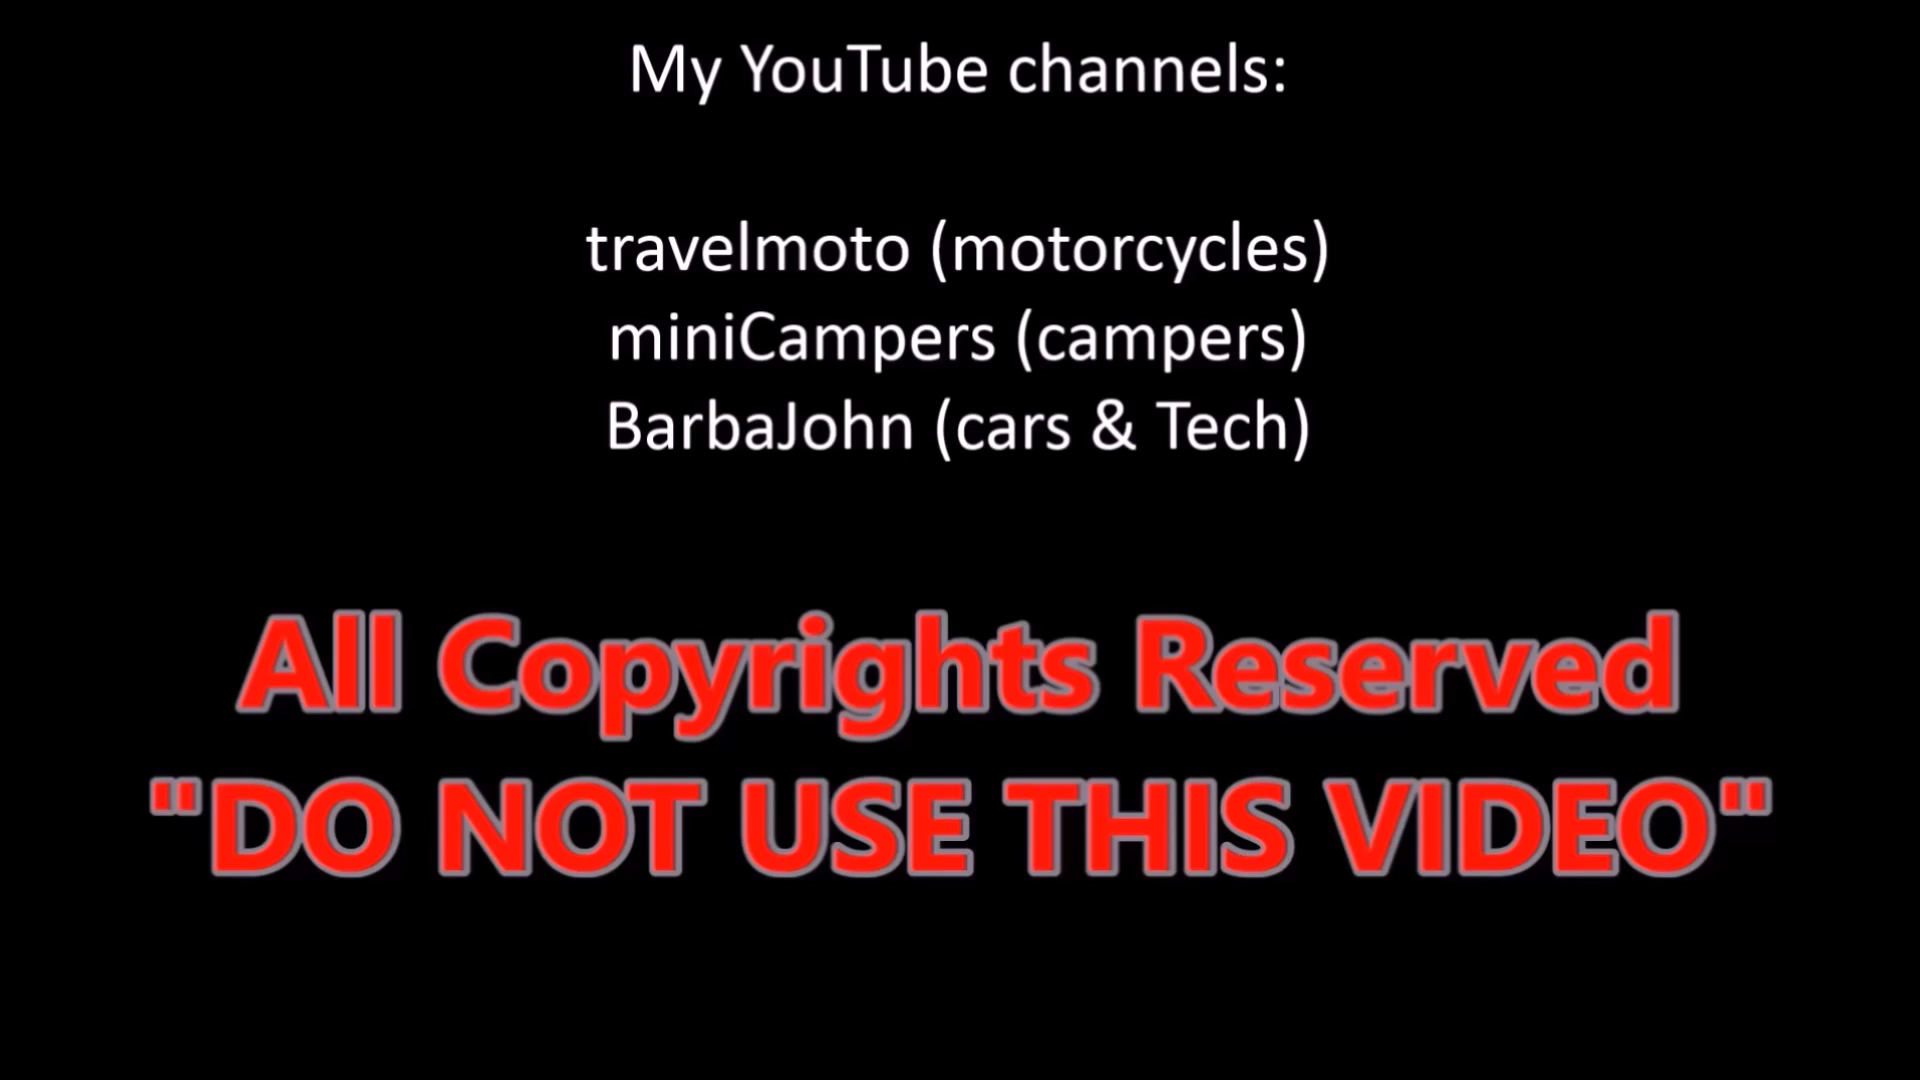 My YouTube channels:
travelmoto (motorcycles)
miniCampers (campers)
BarbaJohn (cars & Tech)
All Copyrights Reserved
"DO NOT USE THIS VIDEO"